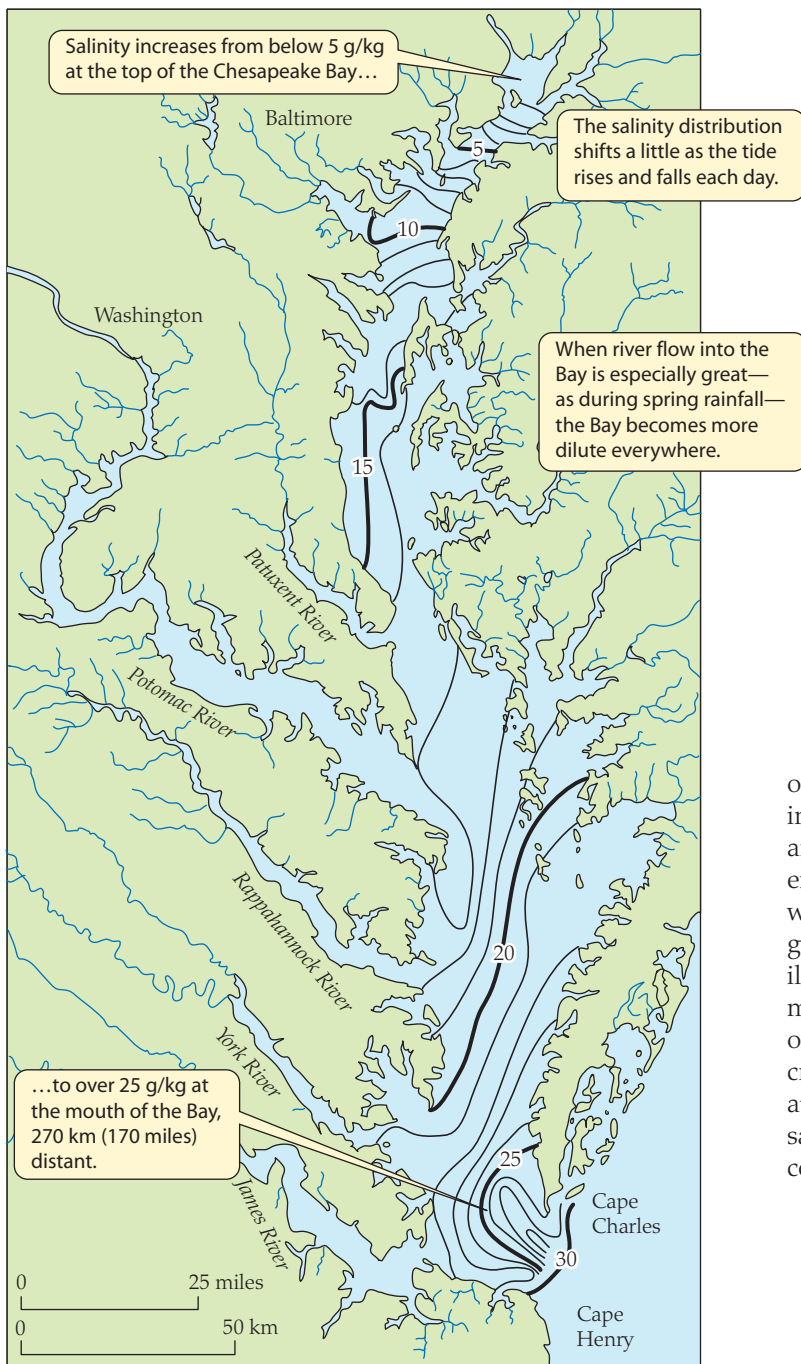 Salinity increases from below 5 g/kg
at the top of the Chesapeake Bay…
Baltimore
The salinity distribution
shifts a little as the tide
rises and falls each day.
5
10
Washington
When river flow into the
Bay is especially great—
as during spring rainfall—
the Bay becomes more
dilute everywhere.
15
Patuxent River
Potomac River
Rappahannock River
20
York River
…to over 25 g/kg at
the mouth of the Bay,
270 km (170 miles)
distant.
25
James River
Cape
Charles
30
0 25 miles
0 50 km
Cape
Henry